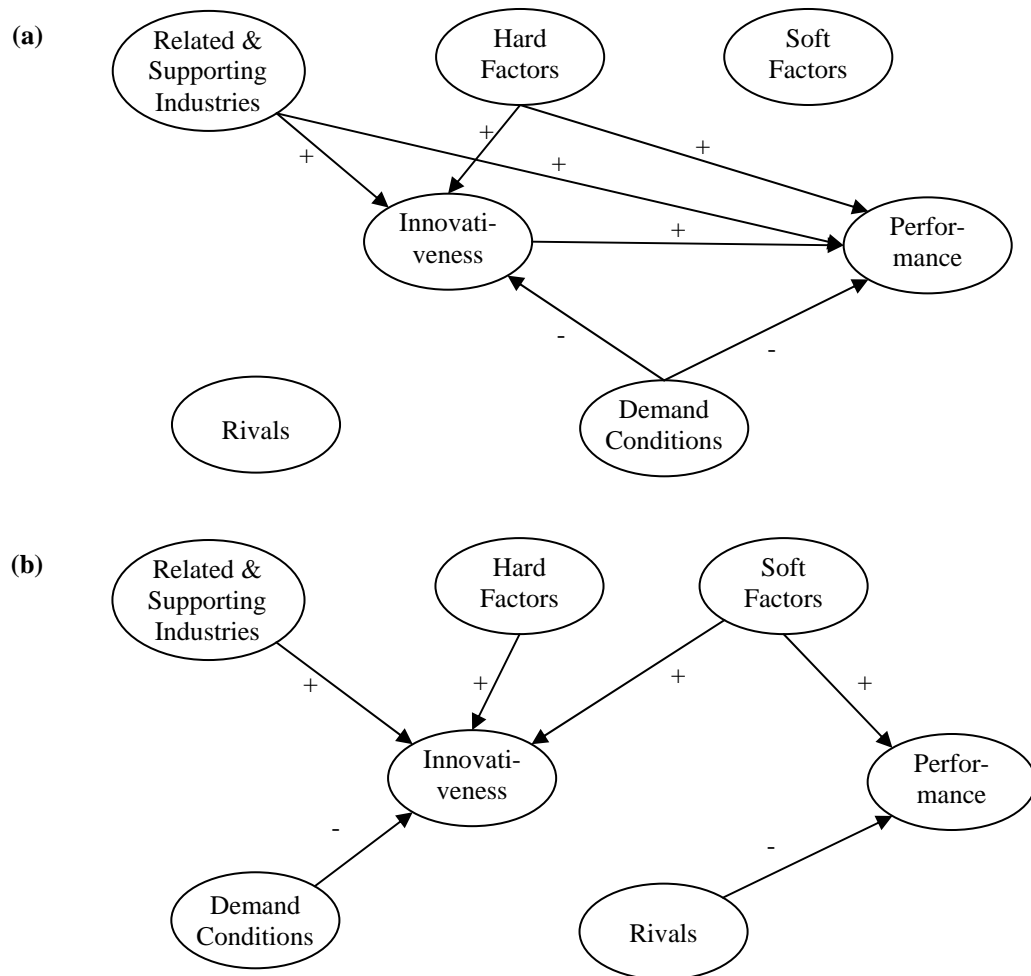 (a)
Related &
Supporting
Industries
Hard
Factors
Soft
Factors
+
+
+
+
Innovati-
veness
+
Perfor-
mance
-
-
Rivals
Demand
Conditions
(b)
Related &
Supporting
Industries
Hard
Factors
Soft
Factors
+
+
+
+
Innovati-
veness
Perfor-
mance
-
-
Demand
Conditions
Rivals